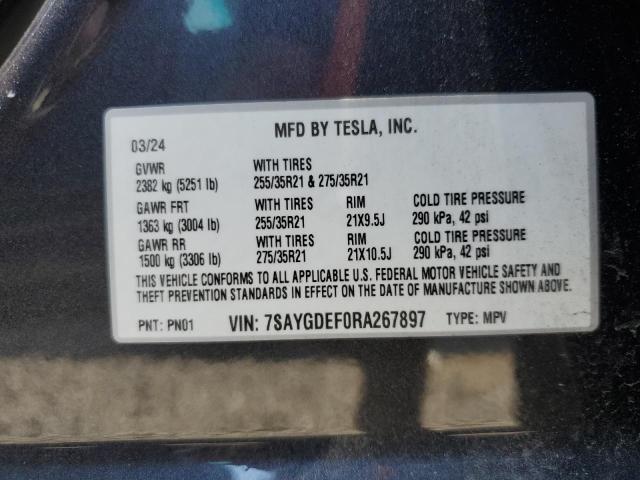 MFD BY TESLA, INC.
03/24
GVWR WITH TIRES
2382 kg (5251 lb) 255/35R21 & 275/35R21
GAWR FRT WITH TIRES RIM COLD TIRE PRESSURE
1363 kg (3004 lb) 255/35R21 21X9.5J 290 kPa, 42 psi
GAWR RR WITH TIRES RIM COLD TIRE PRESSURE
1500 kg (3306 lb) 275/35R21 21X10.5J 290 kPa, 42 psi
THIS VEHICLE CONFORMS TO ALL APPLICABLE U.S. FEDERAL MOTOR VEHICLE SAFETY AND
THEFT PREVENTION STANDARDS IN EFFECT ON THE DATE OF MANUFACTURE SHOWN ABOVE.
PNT: PN01 VIN: 7SAYGDEF0RA267897 TYPE: MPV